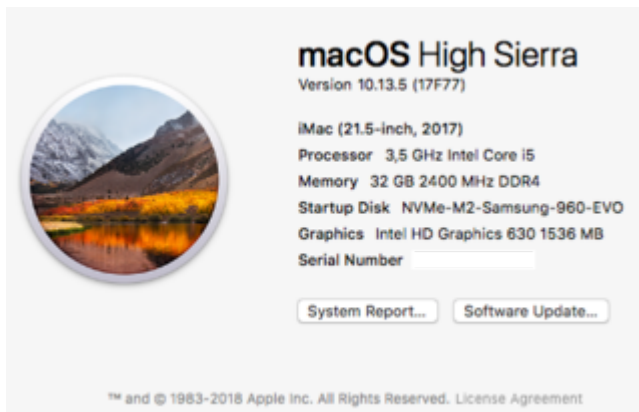 macOS High Sierra
Version 10.13.5 (17F77)
iMac (21.5-inch, 2017)
Processor 3,5 GHz Intel Core i5
Memory 32 GB 2400 MHz DDR4
Startup Disk NVMe-M2-Samsung-960-EVO
Graphics Intel HD Graphics 630 1536 MB
Serial Number
System Report... Software Update...
™ and © 1983-2018 Apple Inc. All Rights Reserved. License Agreement